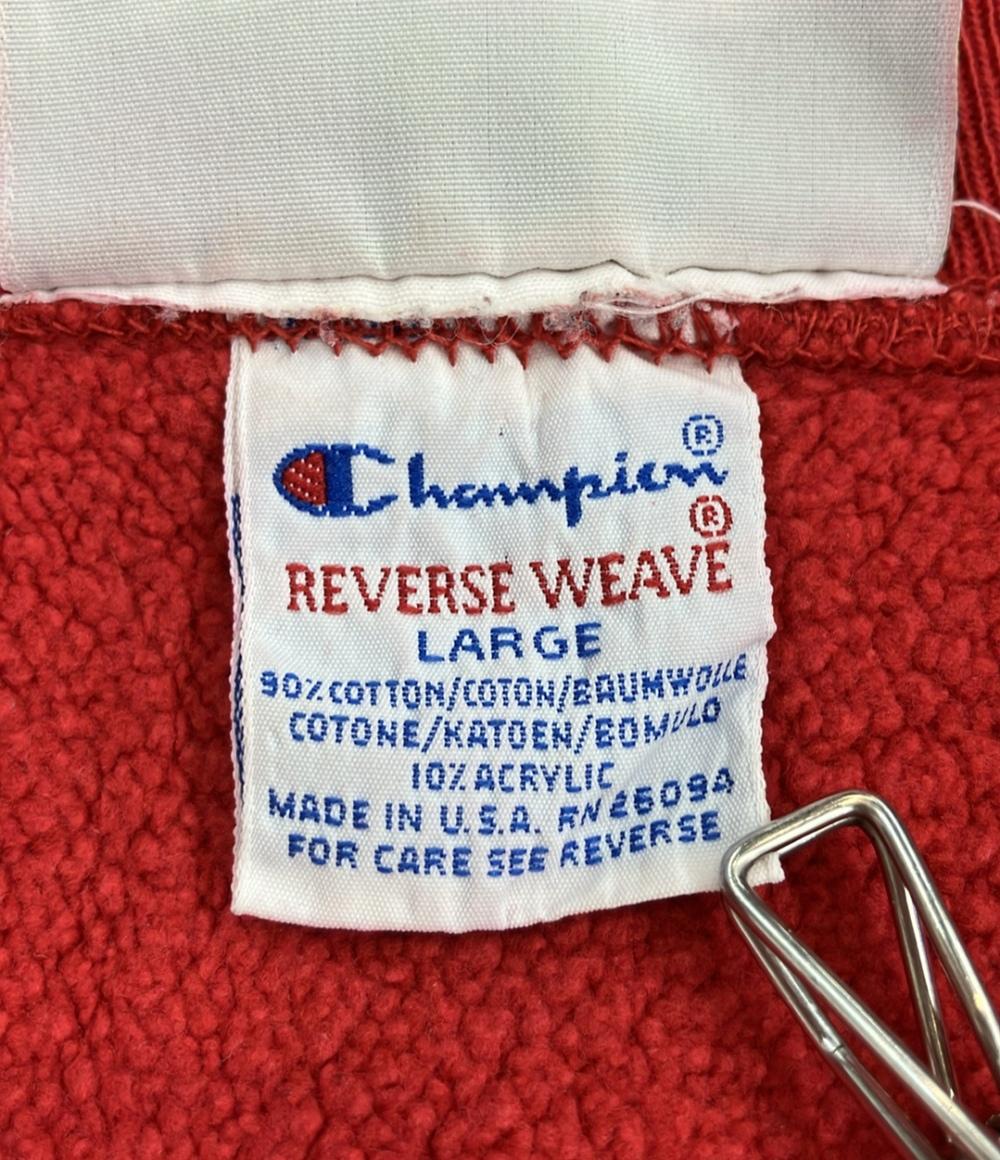 Champion®
REVERSE WEAVE®
LARGE
90% COTTON/COTON/BAUMWOLLE
COTONE/KATOEN/BOMULD
10% ACRYLIC
MADE IN U.S.A. RN 26094
FOR CARE SEE REVERSE